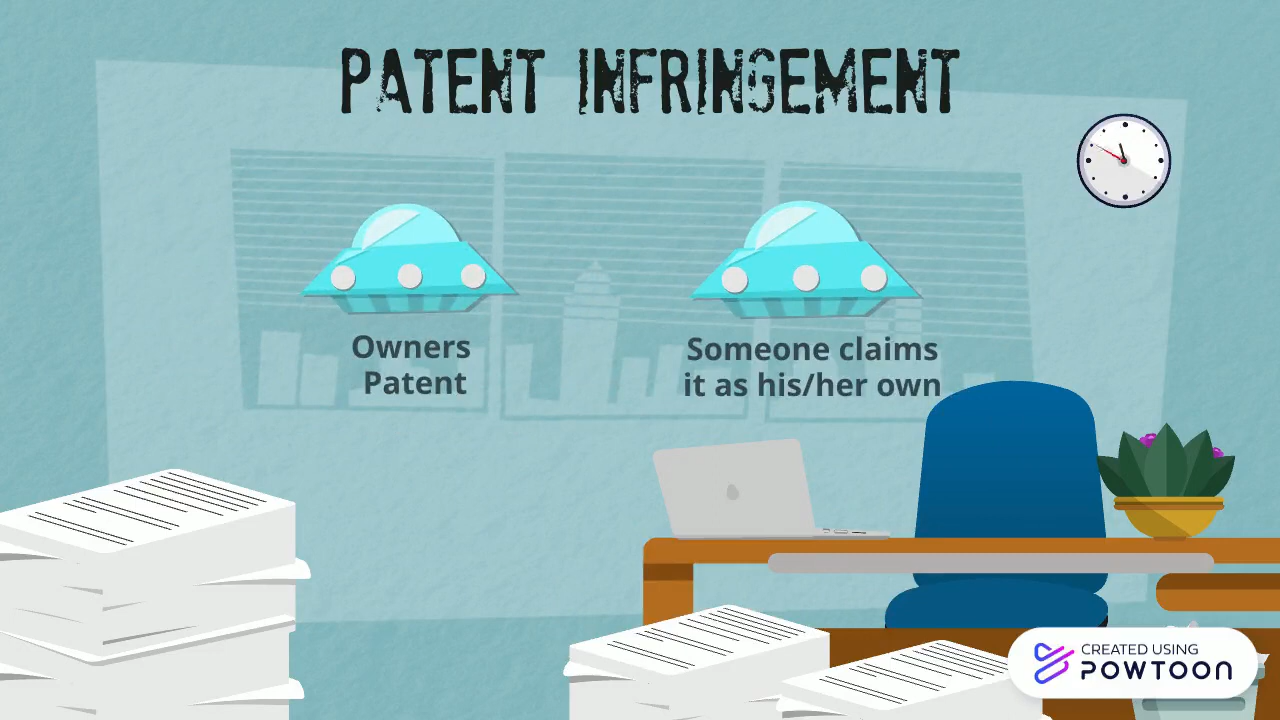 PATENT INFRINGEMENT
Owners
Patent
Someone claims
it as his/her own
CREATED USING
POWTOON